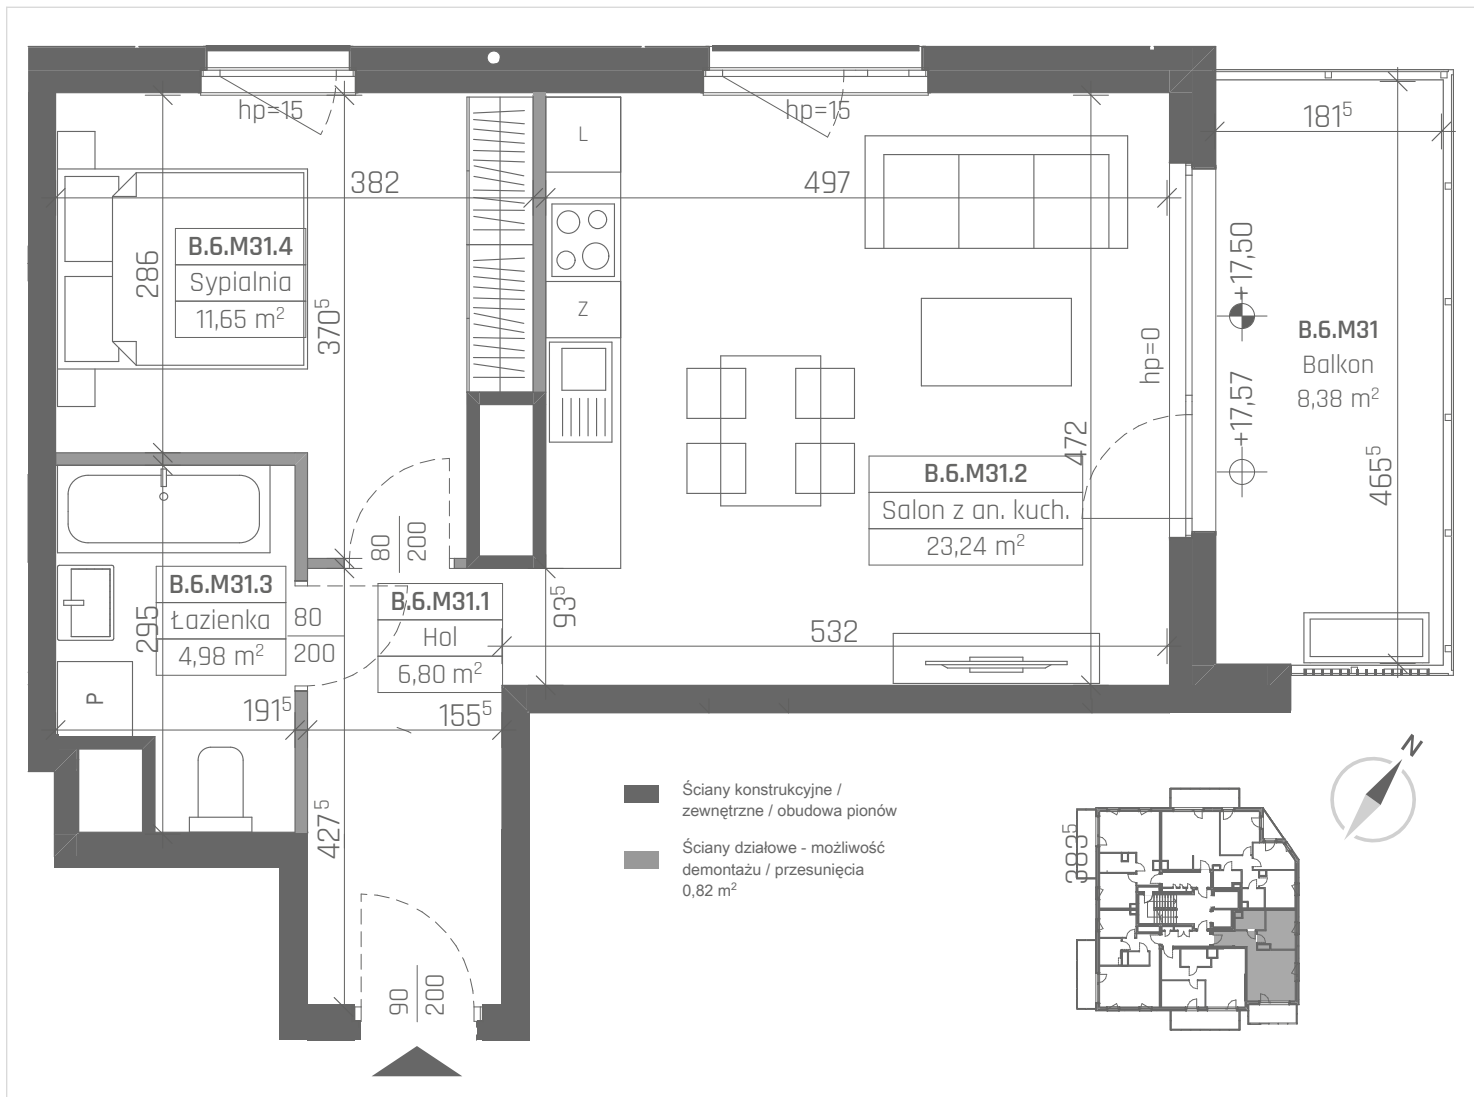 hp=15
hp=15
181⁵
L
382
497
B.6.M31.4
Sypialnia
11,65 m²
286
370⁵
Z
+17,50
B.6.M31
Balkon
8,38 m²
hp=0
+17,57
472
465⁵
B.6.M31.2
Salon z an. kuch.
23,24 m²
80
200
B.6.M31.3
Łazienka
4,98 m²
295
80
200
B.6.M31.1
Hol
6,80 m²
93⁵
532
P
191⁵
155⁵
427⁵
90
200
Ściany konstrukcyjne /
zewnętrzne / obudowa pionów
Ściany działowe - możliwość
demontażu / przesunięcia
0,82 m²
N
383⁵